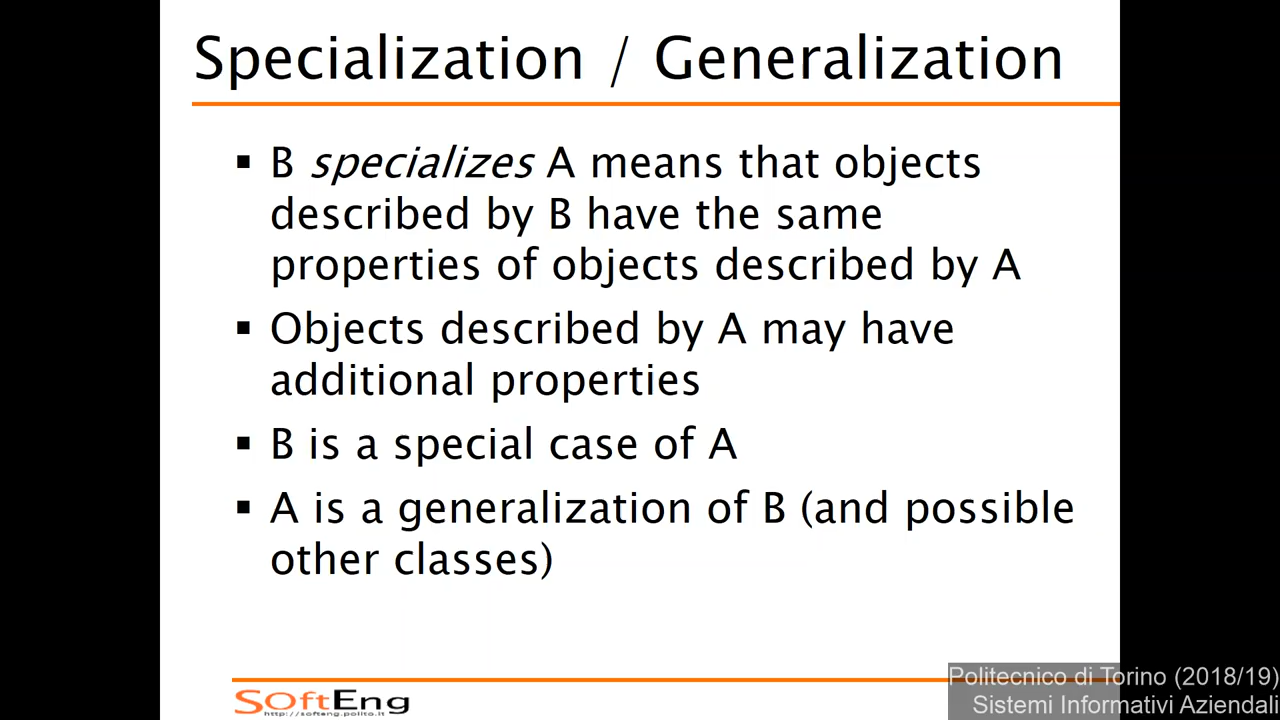 Specialization / Generalization
▪ B specializes A means that objects
described by B have the same
properties of objects described by A
▪ Objects described by A may have
additional properties
▪ B is a special case of A
▪ A is a generalization of B (and possible
other classes)
SoftEng
http://softeng.polito.it
Politecnico di Torino (2018/19)
Sistemi Informativi Aziendali